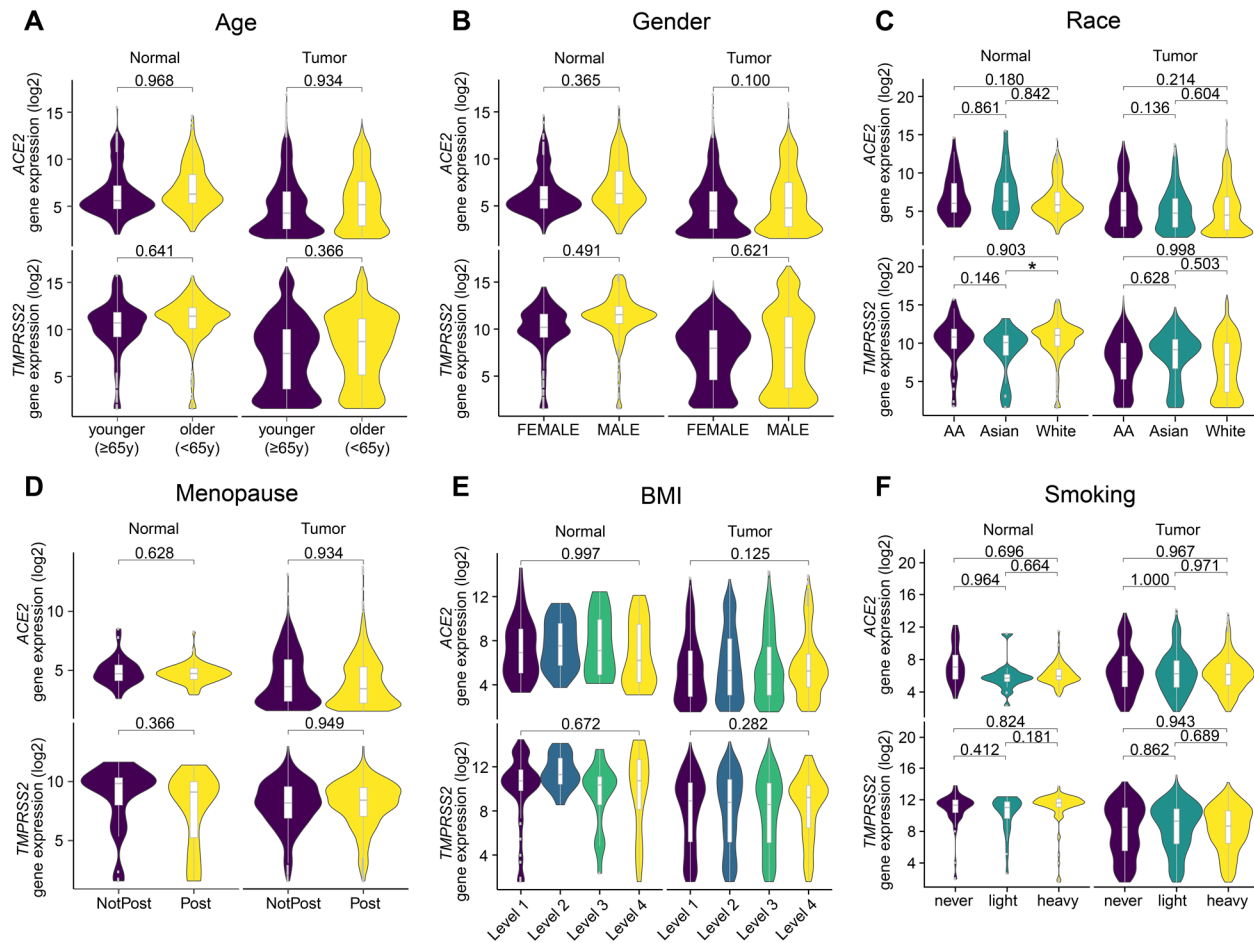 A
Age
Normal
Tumor
0.968
0.934
ACE2
gene expression (log2)
15
10
5
0.641
0.366
TMPRSS2
gene expression (log2)
15
10
5
younger
(≥65y)
older
(<65y)
younger
(≥65y)
older
(<65y)
B
Gender
Normal
Tumor
0.365
0.100
ACE2
gene expression (log2)
15
10
5
0.491
0.621
TMPRSS2
gene expression (log2)
15
10
5
FEMALE
MALE
FEMALE
MALE
C
Race
Normal
Tumor
0.180
0.842
0.861
0.214
0.604
0.136
ACE2
gene expression (log2)
20
15
10
5
0.903
*
0.146
0.998
0.503
0.628
TMPRSS2
gene expression (log2)
20
15
10
5
AA
Asian
White
AA
Asian
White
D
Menopause
Normal
Tumor
0.628
0.934
ACE2
gene expression (log2)
10
5
0.366
0.949
TMPRSS2
gene expression (log2)
10
5
NotPost
Post
NotPost
Post
E
BMI
Normal
Tumor
0.997
0.125
ACE2
gene expression (log2)
12
8
4
0.672
0.282
TMPRSS2
gene expression (log2)
12
8
4
Level 1
Level 2
Level 3
Level 4
Level 1
Level 2
Level 3
Level 4
F
Smoking
Normal
Tumor
0.696
0.664
0.964
0.967
0.971
1.000
ACE2
gene expression (log2)
20
16
12
8
4
0.824
0.181
0.412
0.943
0.689
0.862
TMPRSS2
gene expression (log2)
20
16
12
8
4
never
light
heavy
never
light
heavy